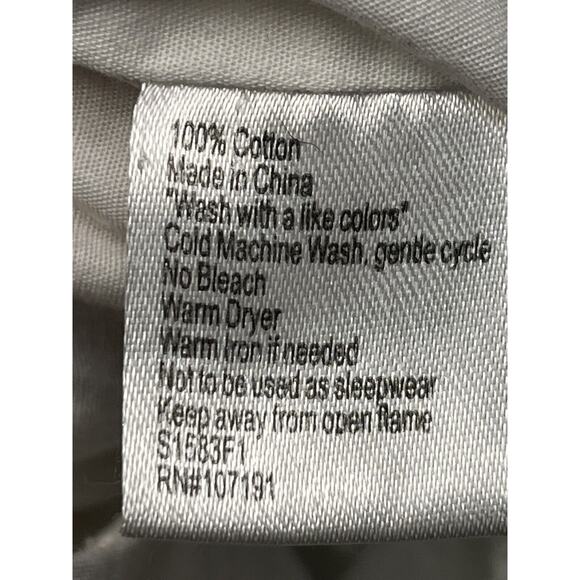 100% Cotton
Made in China
"Wash with a like colors"
Cold Machine Wash, gentle cycle
No Bleach
Warm Dryer
Warm Iron if needed
Not to be used as sleepwear
Keep away from open flame
S1583F1
RN#107191